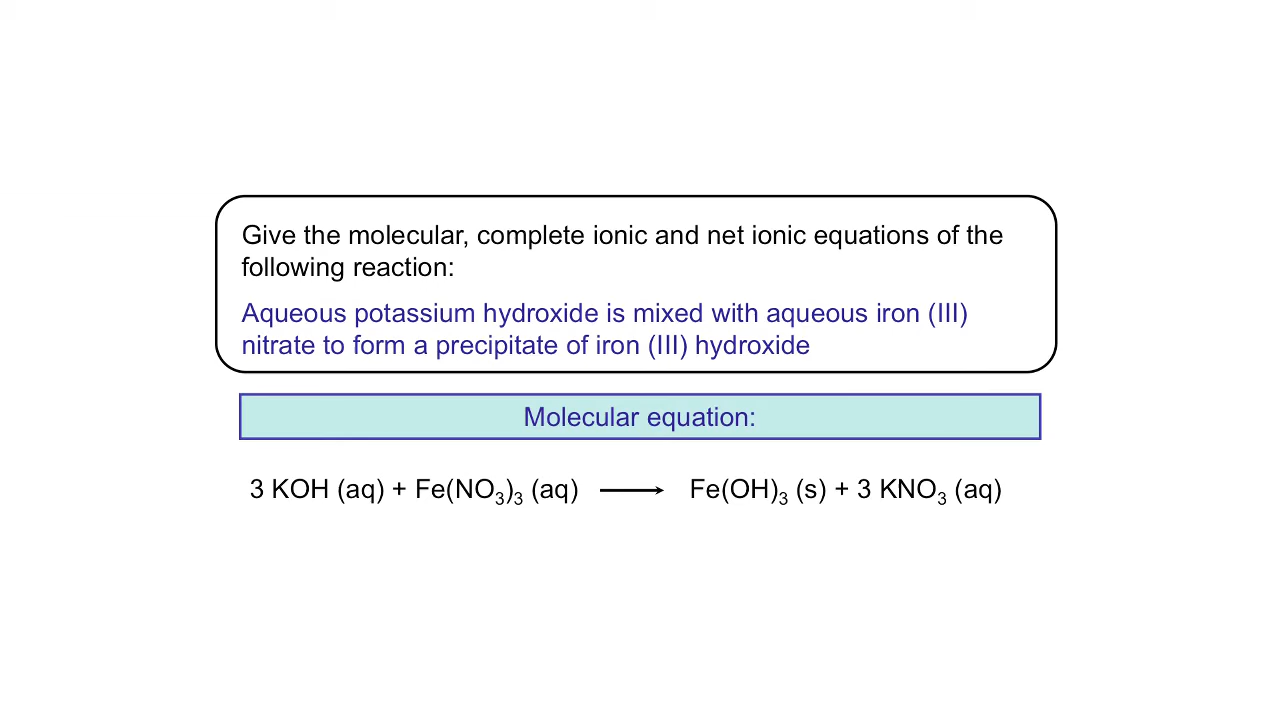 Give the molecular, complete ionic and net ionic equations of the
following reaction:
Aqueous potassium hydroxide is mixed with aqueous iron (III)
nitrate to form a precipitate of iron (III) hydroxide
Molecular equation:
3 KOH (aq) + Fe(NO₃)₃ (aq) ⟶ Fe(OH)₃ (s) + 3 KNO₃ (aq)